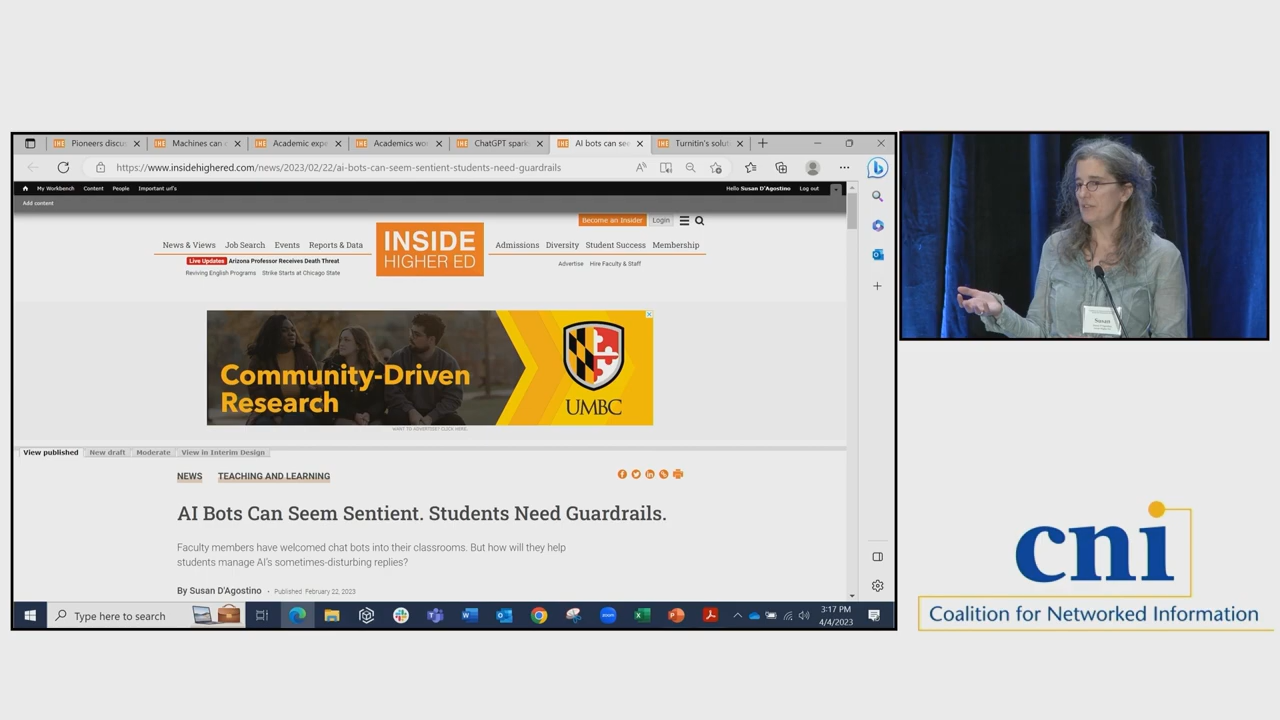 Pioneers discu
Machines can
Academic exp
Academics wo
ChatGPT spark
AI bots can see
Turnitin's solut
https://www.insidehighered.com/news/2023/02/22/ai-bots-can-seem-sentient-students-need-guardrails
My Workbench Content People Important url's
Hello Susan D'Agostino Log out
Add content
Become an Insider Login
News & Views Job Search Events Reports & Data
INSIDE
HIGHER ED
Admissions Diversity Student Success Membership
Live Updates Arizona Professor Receives Death Threat
Reviving English Programs Strike Starts at Chicago State
Advertise Hire Faculty & Staff
Community-Driven
Research
UMBC
WANT TO ADVERTISE? CLICK HERE.
View published New draft Moderate View in Interim Design
NEWS TEACHING AND LEARNING
AI Bots Can Seem Sentient. Students Need Guardrails.
Faculty members have welcomed chat bots into their classrooms. But how will they help
students manage AI's sometimes-disturbing replies?
By Susan D'Agostino • Published February 22, 2023
Type here to search
3:17 PM
4/4/2023
Susan
cni
Coalition for Networked Information